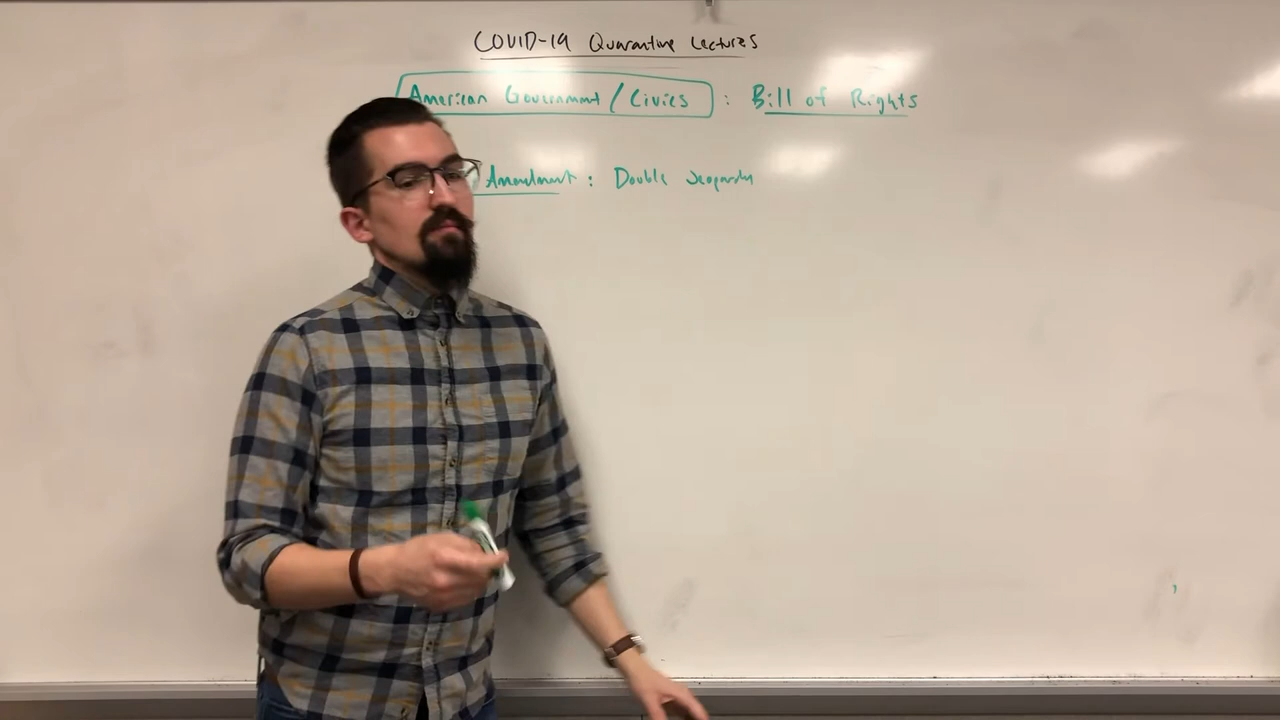 COVID-19 Quarantine Lectures
American Government / Civics : Bill of Rights
Amendment : Double Jeopardy